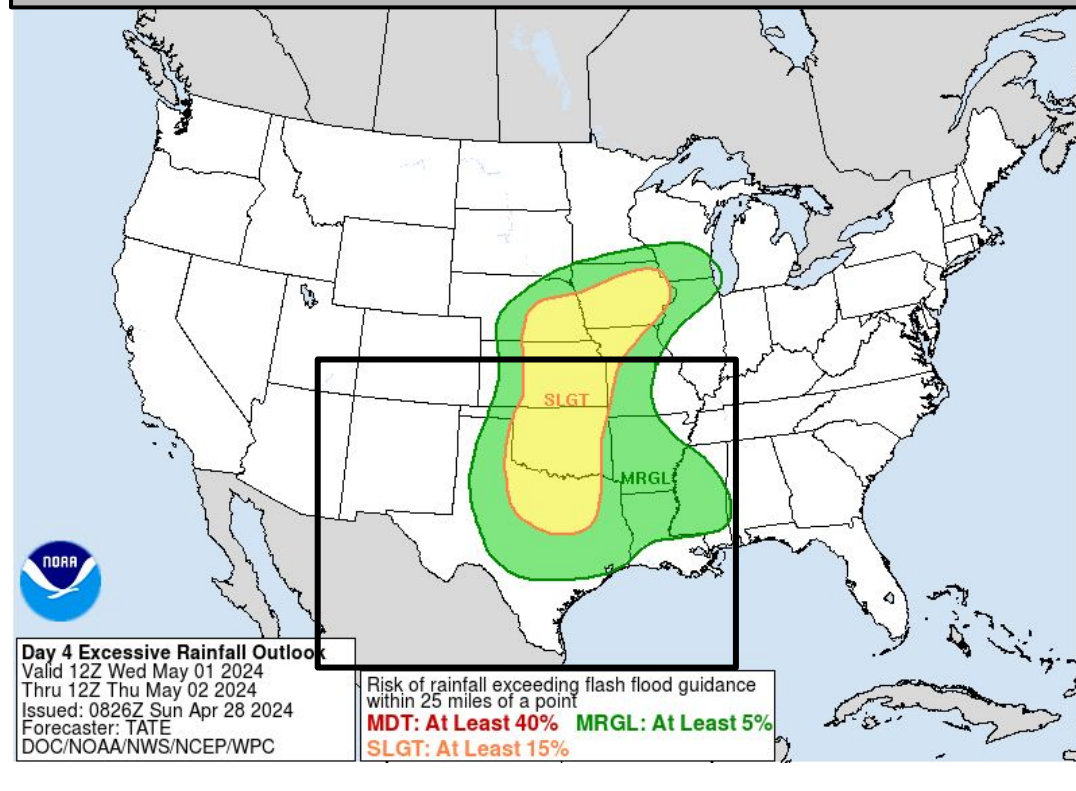 SLGT
MRGL
NOAA
Day 4 Excessive Rainfall Outlook
Valid 12Z Wed May 01 2024
Thru 12Z Thu May 02 2024
Issued: 0826Z Sun Apr 28 2024
Forecaster: TATE
DOC/NOAA/NWS/NCEP/WPC
Risk of rainfall exceeding flash flood guidance
within 25 miles of a point
MDT: At Least 40% MRGL: At Least 5%
SLGT: At Least 15%